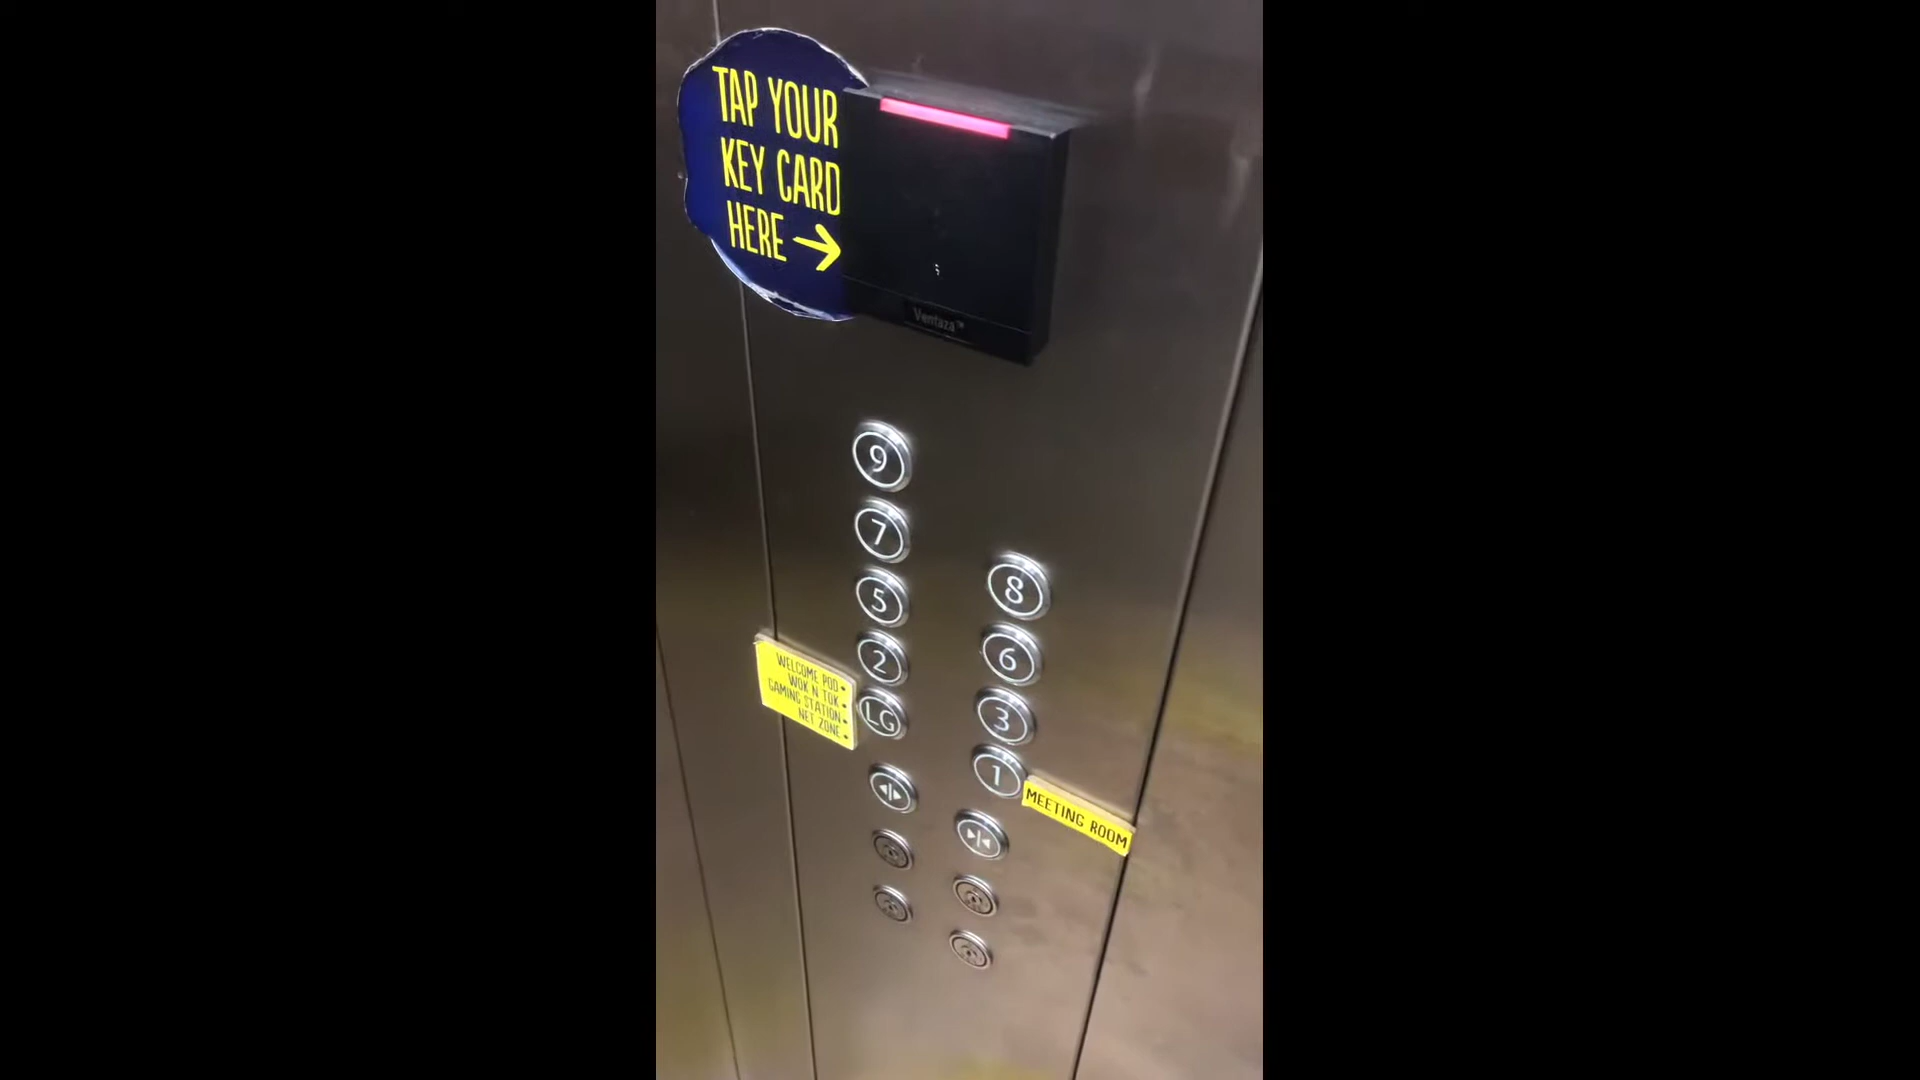 TAP YOUR
KEY CARD
HERE →
Ventaza™
9
7
8
5
6
2
3
WELCOME POD •
WOK N TOK •
GAMING STATION •
NET ZONE •
LG
1
MEETING ROOM